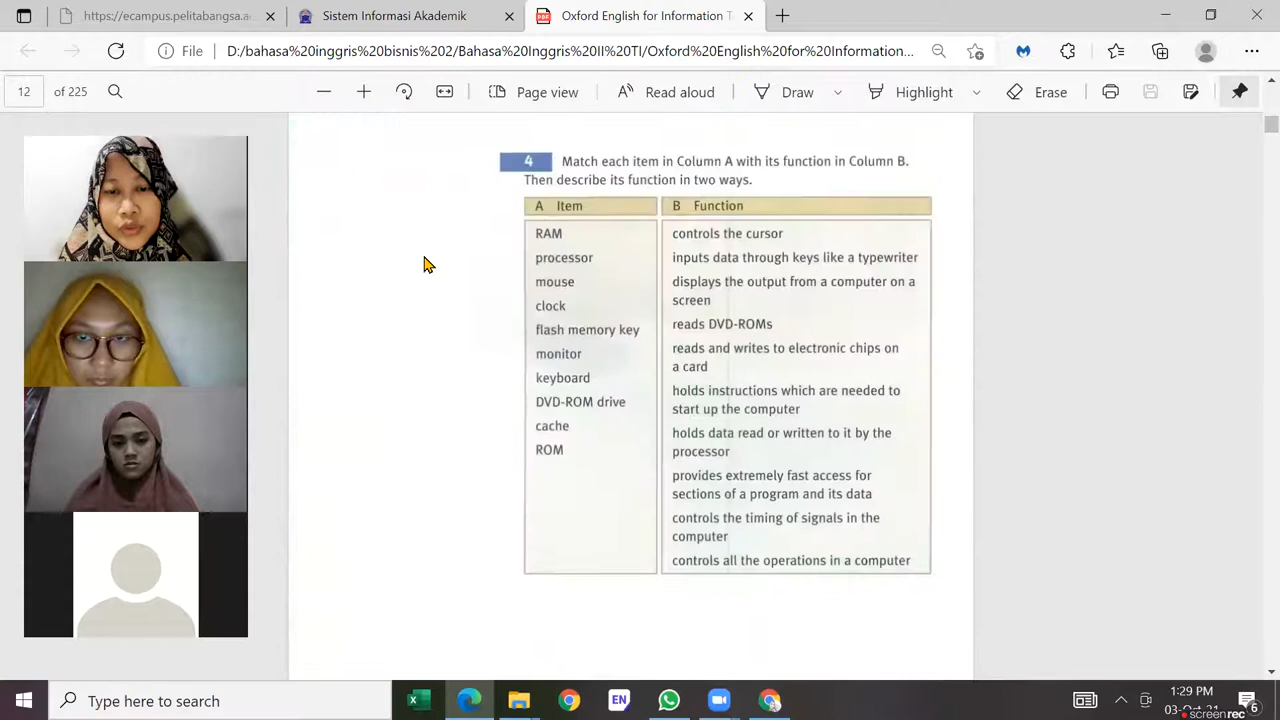 https://ecampus.pelitabangsa.a
Sistem Informasi Akademik
Oxford English for Information T
File
D:/bahasa%20inggris%20bisnis%202/Bahasa%20Inggris%20II%20TI/Oxford%20English%20for%20Information...
12
of 225
Page view
Read aloud
Draw
Highlight
Erase
4 Match each item in Column A with its function in Column B.
Then describe its function in two ways.
A Item
B Function
RAM
processor
mouse
clock
flash memory key
monitor
keyboard
DVD-ROM drive
cache
ROM
controls the cursor
inputs data through keys like a typewriter
displays the output from a computer on a
screen
reads DVD-ROMs
reads and writes to electronic chips on
a card
holds instructions which are needed to
start up the computer
holds data read or written to it by the
processor
provides extremely fast access for
sections of a program and its data
controls the timing of signals in the
computer
controls all the operations in a computer
Type here to search
EN
1:29 PM
03-Oct-21
6
screenrec